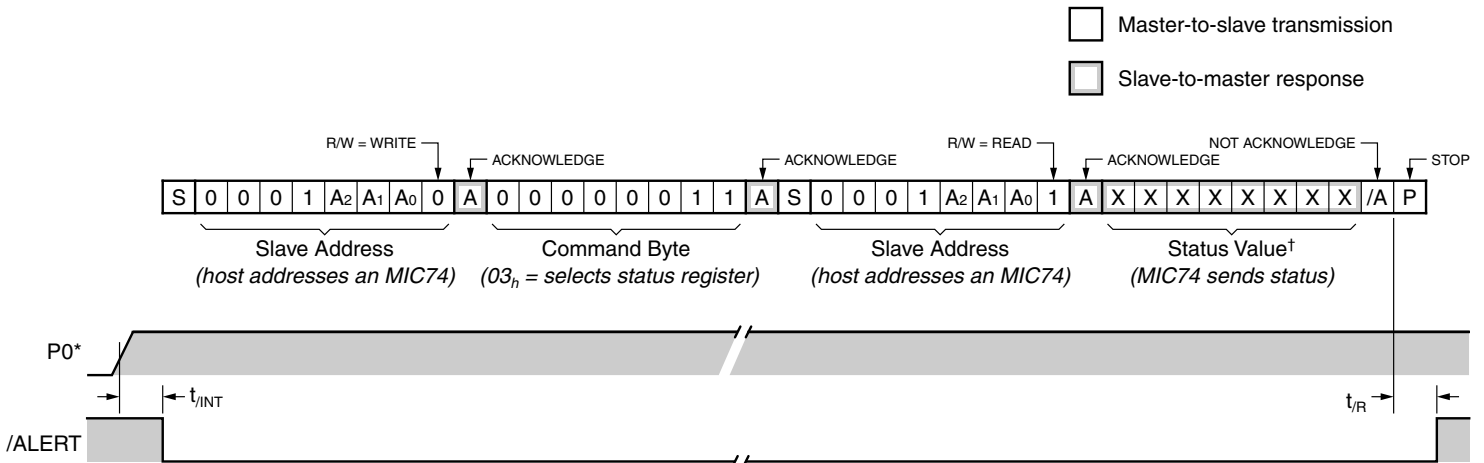 Master-to-slave transmission
Slave-to-master response
R/W = WRITE ACKNOWLEDGE ACKNOWLEDGE R/W = READ ACKNOWLEDGE NOT ACKNOWLEDGE STOP
S 0 0 0 1 A2 A1 A0 0 A 0 0 0 0 0 0 1 1 A S 0 0 0 1 A2 A1 A0 1 A X X X X X X X X /A P
Slave Address Command Byte Slave Address Status Value†
(host addresses an MIC74) (03h = selects status register) (host addresses an MIC74) (MIC74 sends status)
P0*
t/INT t/R
/ALERT